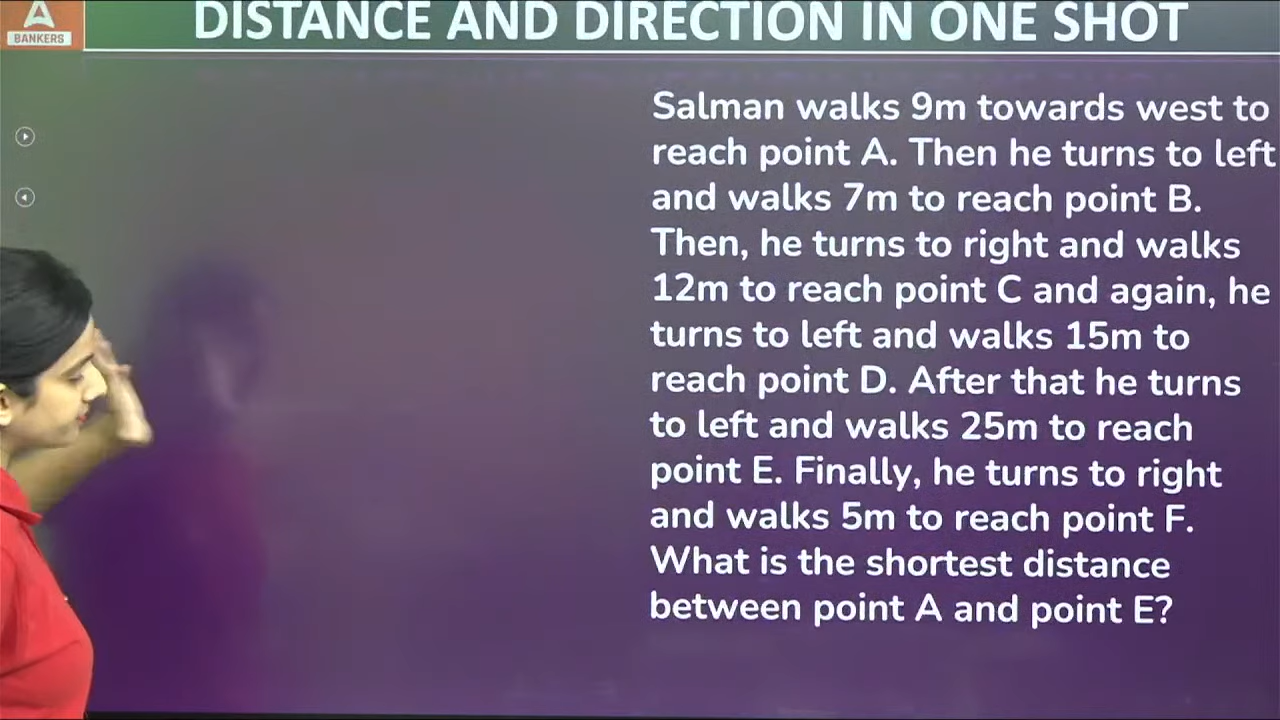 DISTANCE AND DIRECTION IN ONE SHOT
A
BANKERS
Salman walks 9m towards west to
reach point A. Then he turns to left
and walks 7m to reach point B.
Then, he turns to right and walks
12m to reach point C and again, he
turns to left and walks 15m to
reach point D. After that he turns
to left and walks 25m to reach
point E. Finally, he turns to right
and walks 5m to reach point F.
What is the shortest distance
between point A and point E?